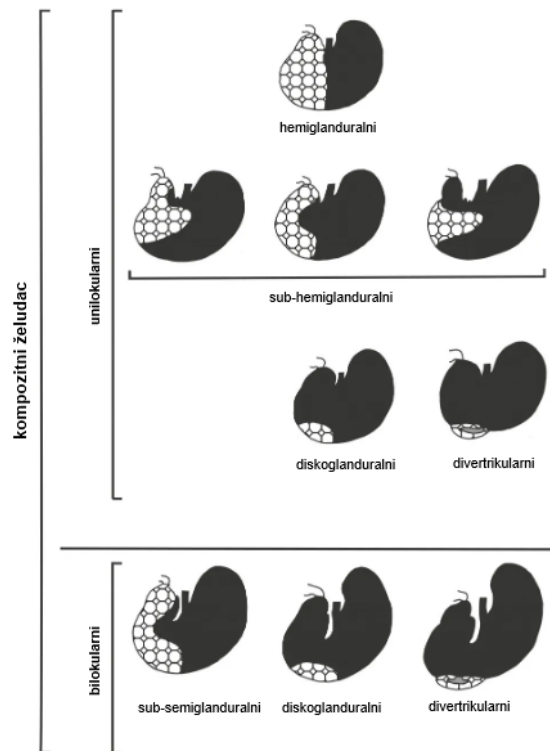 kompozitni želudac
unilokularni
hemiglanduralni
sub-hemiglanduralni
diskoglanduralni
divertrikularni
bilokularni
sub-semiglanduralni
diskoglanduralni
divertrikularni